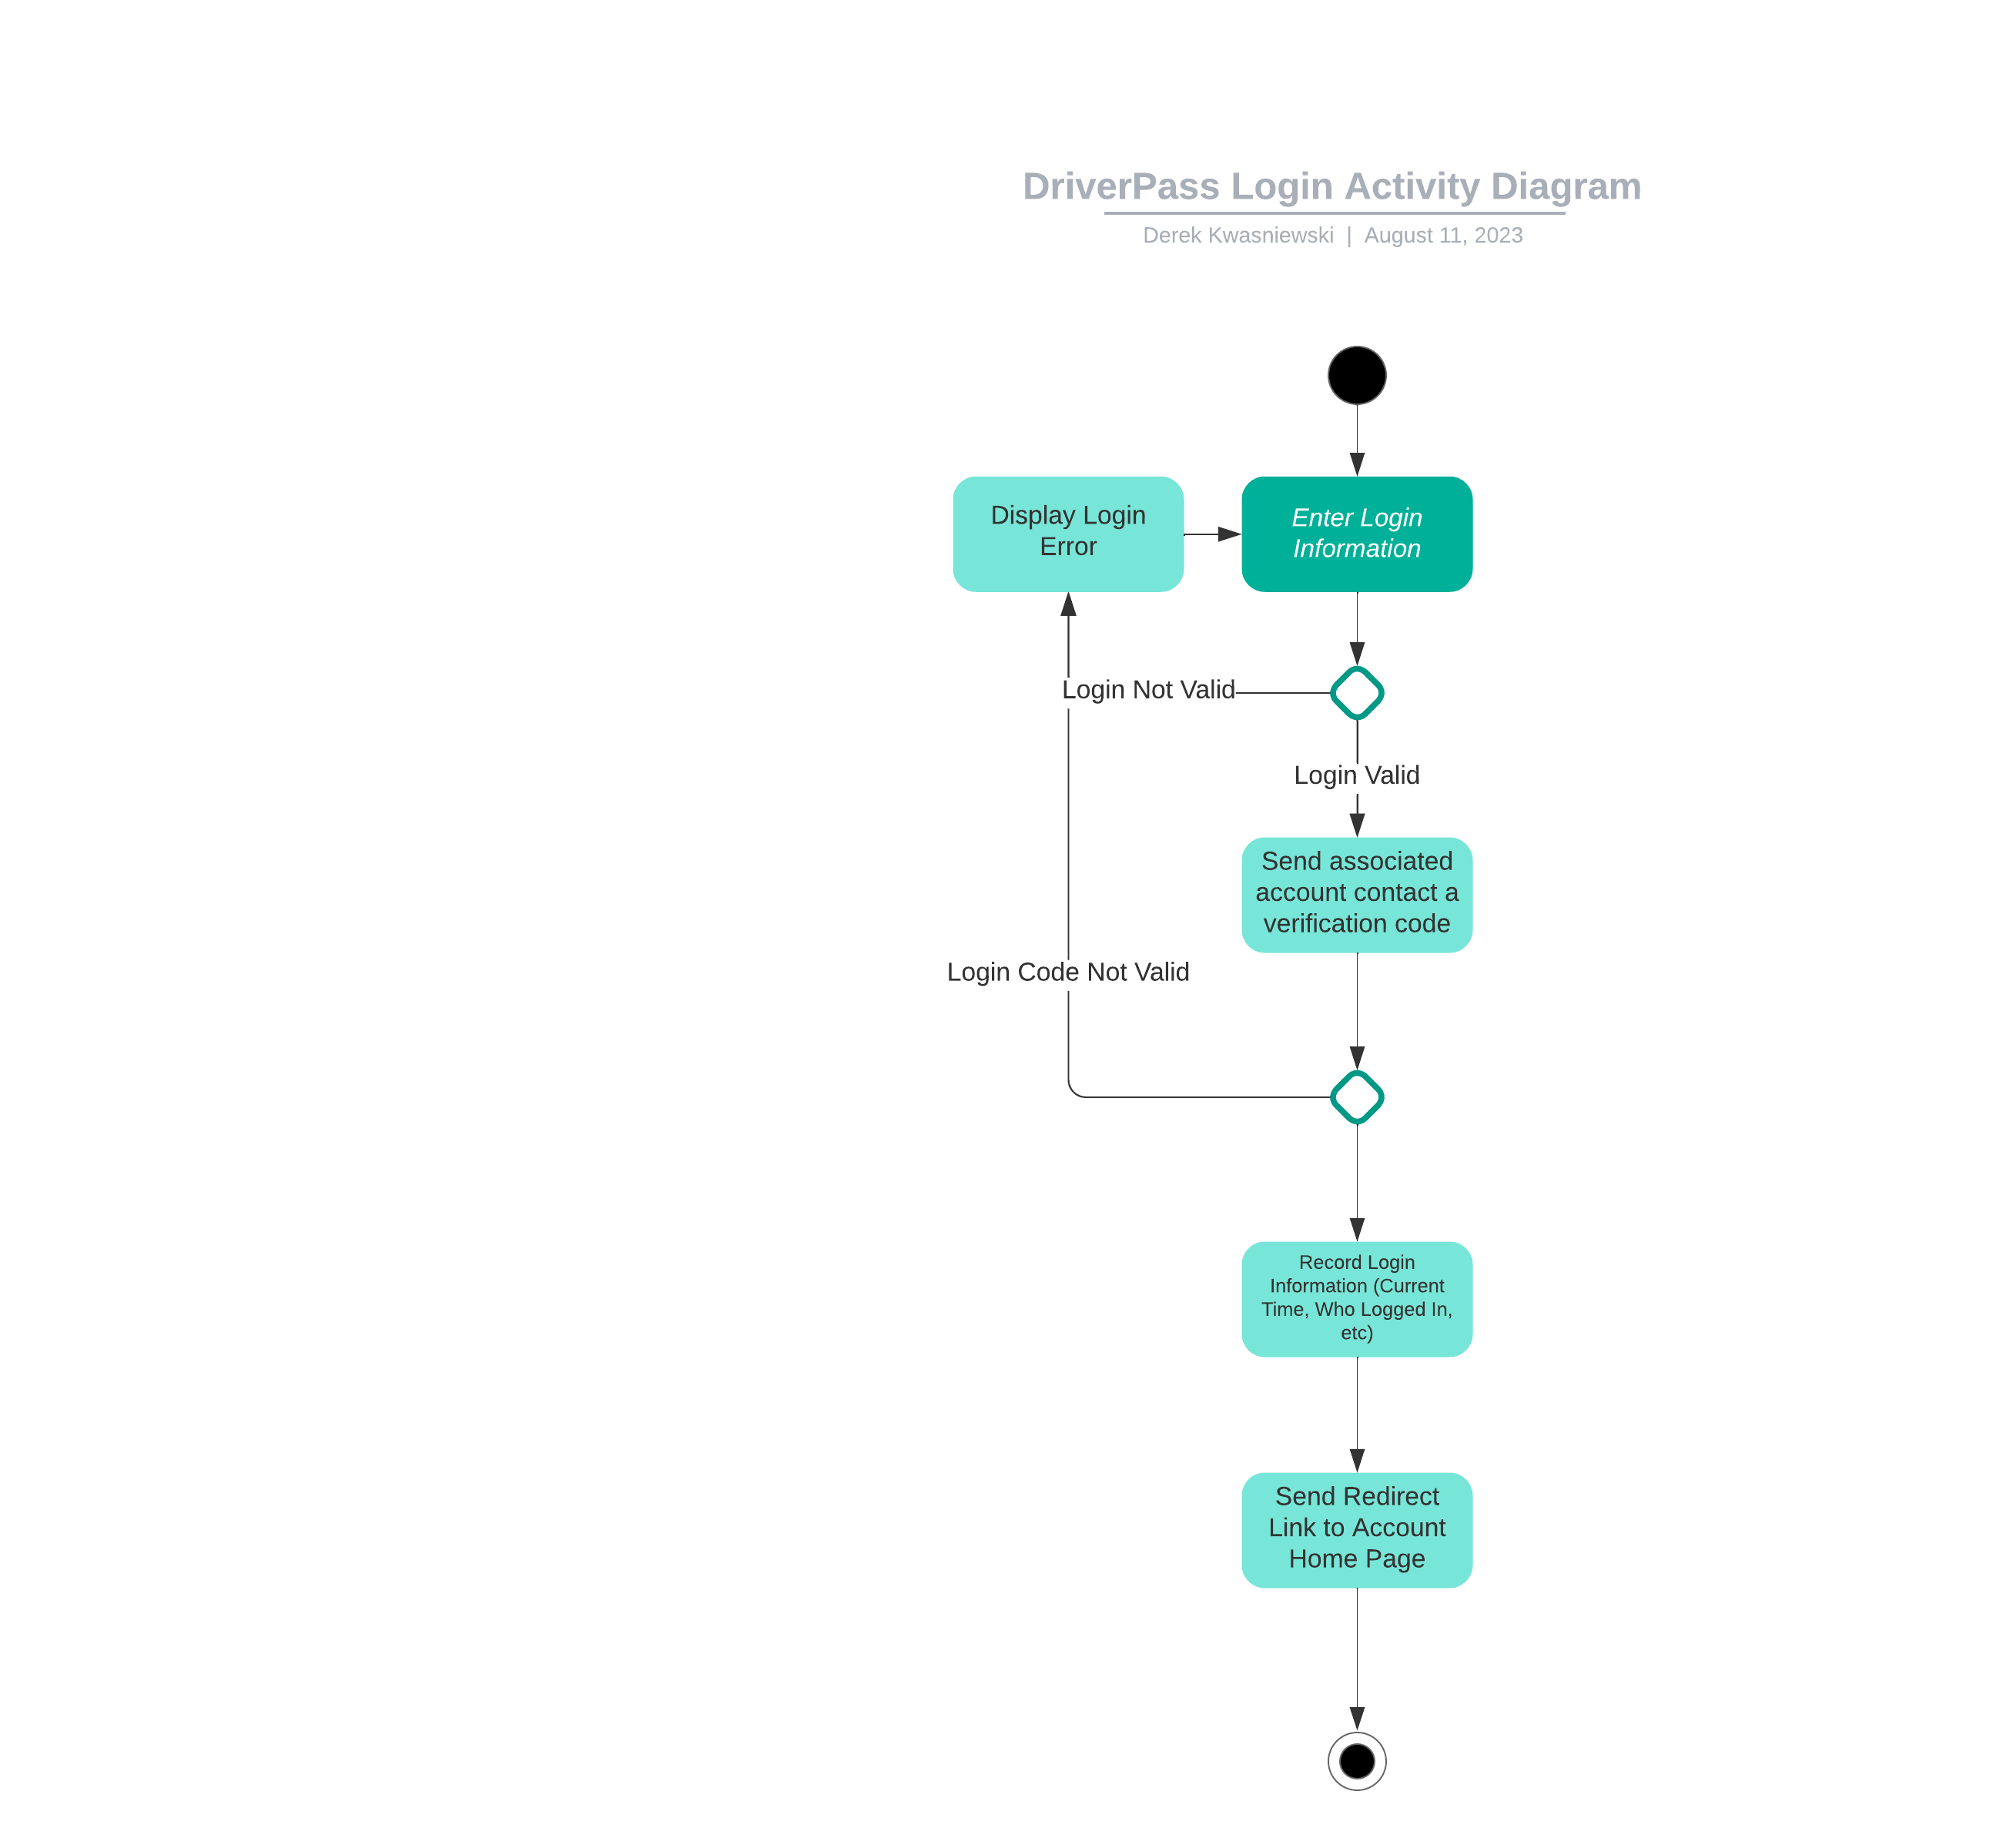 DriverPass Login Activity Diagram
Derek Kwasniewski | August 11, 2023
Display Login
Error
Enter Login
Information
Login Not Valid
Login Valid
Send associated
account contact a
verification code
Login Code Not Valid
Record Login
Information (Current
Time, Who Logged In,
etc)
Send Redirect
Link to Account
Home Page